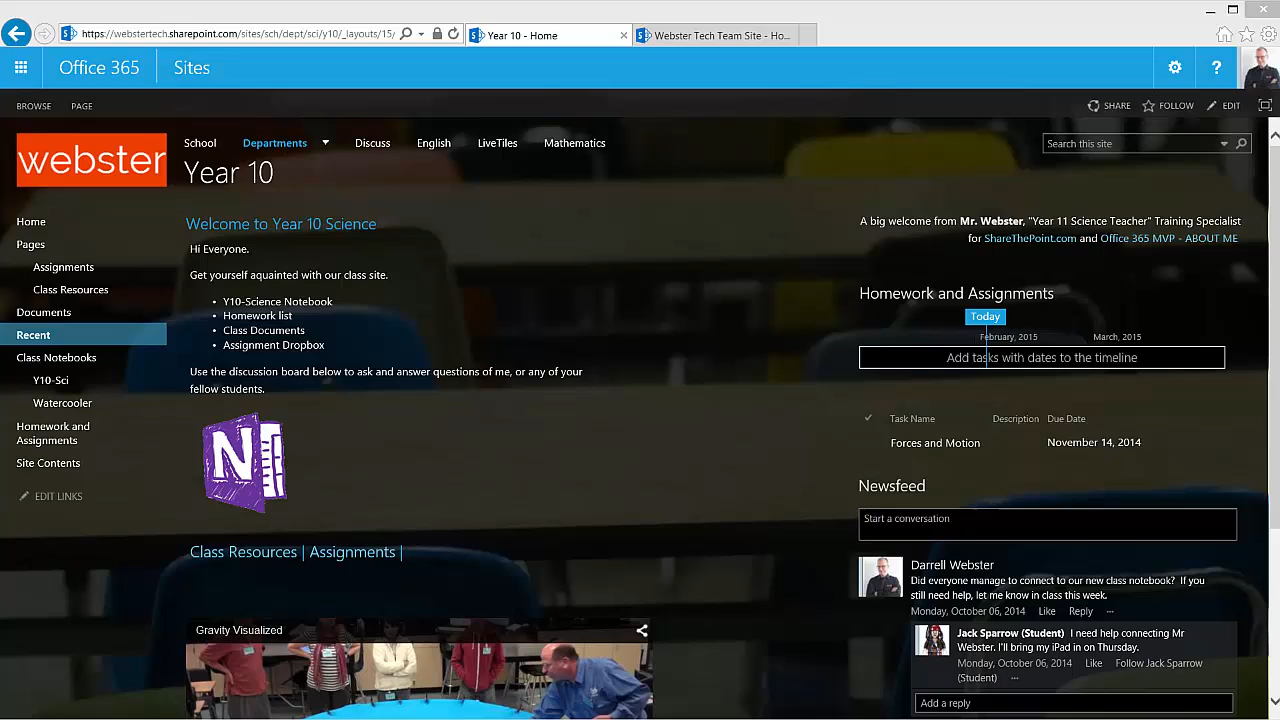 https://webstertech.sharepoint.com/sites/sch/dept/sci/y10/_layouts/15/
Year 10 - Home
Webster Tech Team Site - Ho...
Office 365
Sites
?
BROWSE
PAGE
SHARE
FOLLOW
EDIT
webster
School
Departments
Discuss
English
LiveTiles
Mathematics
Search this site
Year 10
Home
Pages
Assignments
Class Resources
Documents
Recent
Class Notebooks
Y10-Sci
Watercooler
Homework and
Assignments
Site Contents
EDIT LINKS
Welcome to Year 10 Science
Hi Everyone.
Get yourself aquainted with our class site.
• Y10-Science Notebook
• Homework list
• Class Documents
• Assignment Dropbox
Use the discussion board below to ask and answer questions of me, or any of your
fellow students.
N
Class Resources | Assignments |
Gravity Visualized
A big welcome from Mr. Webster, "Year 11 Science Teacher" Training Specialist
for ShareThePoint.com and Office 365 MVP - ABOUT ME
Homework and Assignments
Today
February, 2015
March, 2015
Add tasks with dates to the timeline
Task Name
Description
Due Date
Forces and Motion
November 14, 2014
Newsfeed
Start a conversation
Darrell Webster
Did everyone manage to connect to our new class notebook? If you
still need help, let me know in class this week.
Monday, October 06, 2014 Like Reply ...
Jack Sparrow (Student) I need help connecting Mr
Webster. I'll bring my iPad in on Thursday.
Monday, October 06, 2014 Like Follow Jack Sparrow
(Student) ...
Add a reply